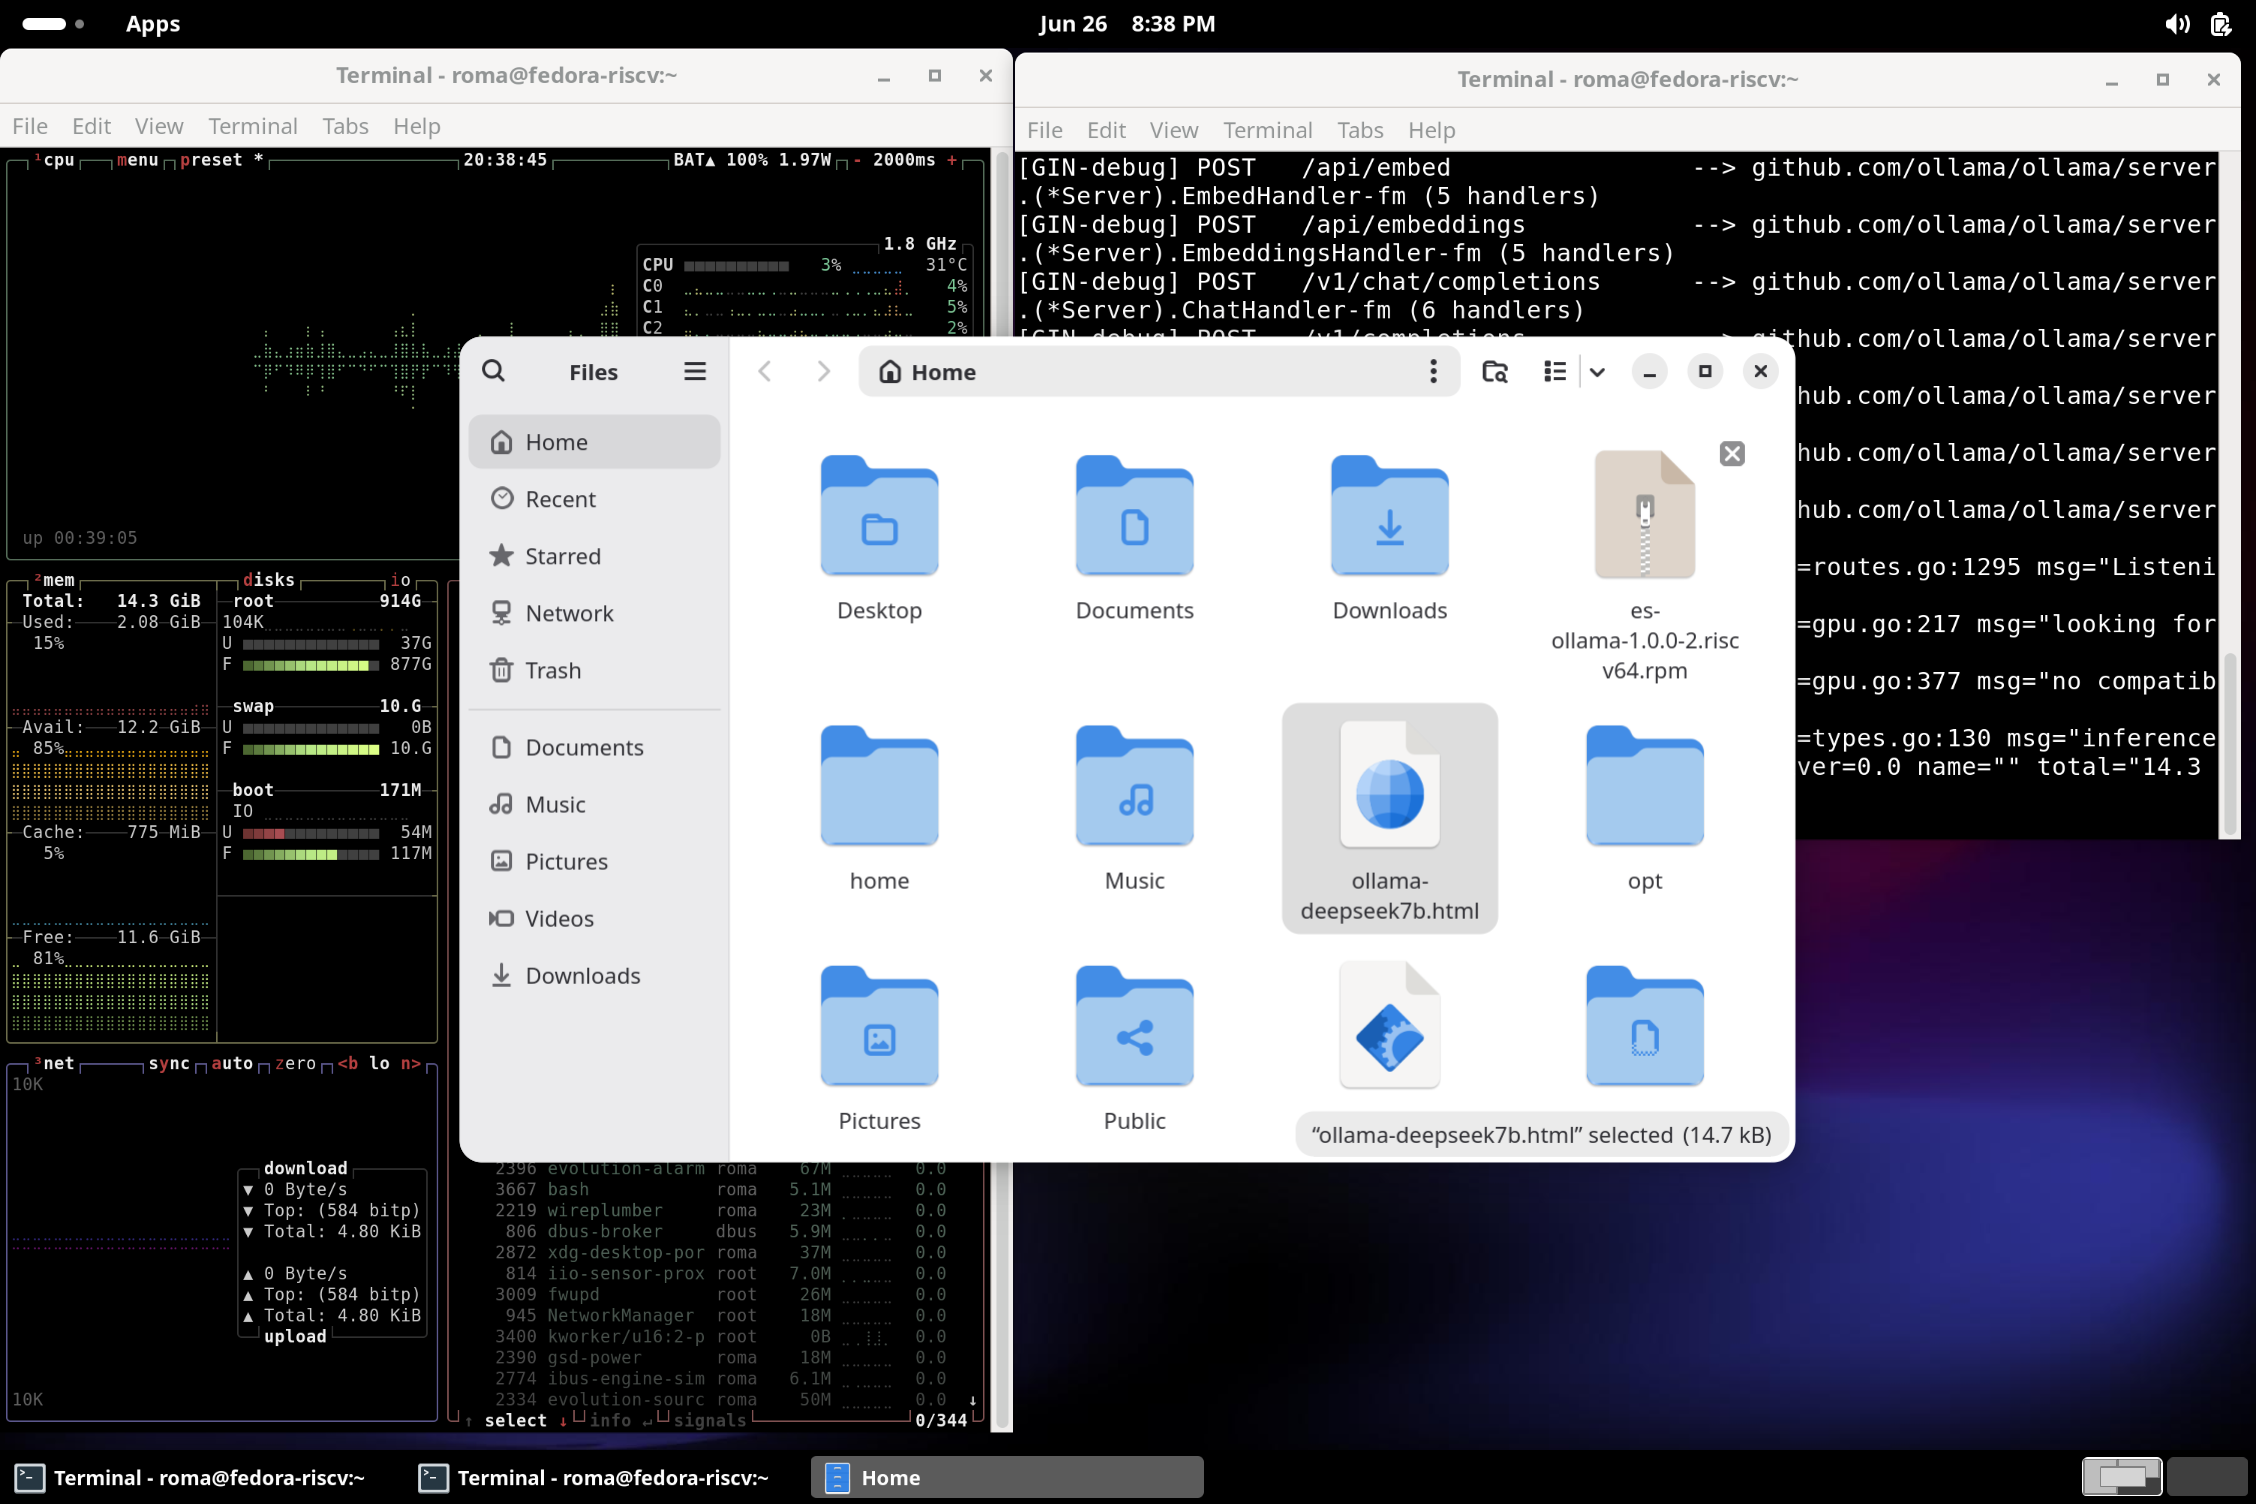 Apps
Jun 26 8:38 PM
Terminal - roma@fedora-riscv:~
File Edit View Terminal Tabs Help
¹cpu menu preset * 20:38:45 BAT▲ 100% 1.97W - 2000ms +
1.8 GHz
CPU 3% 31°C
C0 4%
C1 5%
C2 2%
up 00:39:05
²mem disks io
Total: 14.3 GiB root 914G
Used: 2.08 GiB 104K
15% U 37G
F 877G
swap 10.G
Avail: 12.2 GiB U 0B
85% F 10.G
boot 171M
IO
Cache: 775 MiB U 54M
5% F 117M
Free: 11.6 GiB
81%
³net sync auto zero <b lo n>
10K
download
▼ 0 Byte/s
▼ Top: (584 bitp)
▼ Total: 4.80 KiB
▲ 0 Byte/s
▲ Top: (584 bitp)
▲ Total: 4.80 KiB
upload
10K
2396 evolution-alarm roma 67M 0.0
3667 bash roma 5.1M 0.0
2219 wireplumber roma 23M 0.0
806 dbus-broker dbus 5.9M 0.0
2872 xdg-desktop-por roma 37M 0.0
814 iio-sensor-prox root 7.0M 0.0
3009 fwupd root 26M 0.0
945 NetworkManager root 18M 0.0
3400 kworker/u16:2-p root 0B 0.0
2390 gsd-power roma 18M 0.0
2774 ibus-engine-sim roma 6.1M 0.0
2334 evolution-sourc roma 50M 0.0 ↓
↑ select ↓ info ↵ signals 0/344
Terminal - roma@fedora-riscv:~
File Edit View Terminal Tabs Help
[GIN-debug] POST /api/embed --> github.com/ollama/ollama/server
.(*Server).EmbedHandler-fm (5 handlers)
[GIN-debug] POST /api/embeddings --> github.com/ollama/ollama/server
.(*Server).EmbeddingsHandler-fm (5 handlers)
[GIN-debug] POST /v1/chat/completions --> github.com/ollama/ollama/server
.(*Server).ChatHandler-fm (6 handlers)
[GIN-debug] POST /v1/completions --> github.com/ollama/ollama/server
hub.com/ollama/ollama/server
hub.com/ollama/ollama/server
hub.com/ollama/ollama/server
=routes.go:1295 msg="Listeni
=gpu.go:217 msg="looking for
=gpu.go:377 msg="no compatib
=types.go:130 msg="inference
ver=0.0 name="" total="14.3
Files
Home
Home
Recent
Starred
Network
Trash
Documents
Music
Pictures
Videos
Downloads
Desktop
Documents
Downloads
es-
ollama-1.0.0-2.risc
v64.rpm
home
Music
ollama-
deepseek7b.html
opt
Pictures
Public
“ollama-deepseek7b.html” selected (14.7 kB)
Terminal - roma@fedora-riscv:~
Terminal - roma@fedora-riscv:~
Home